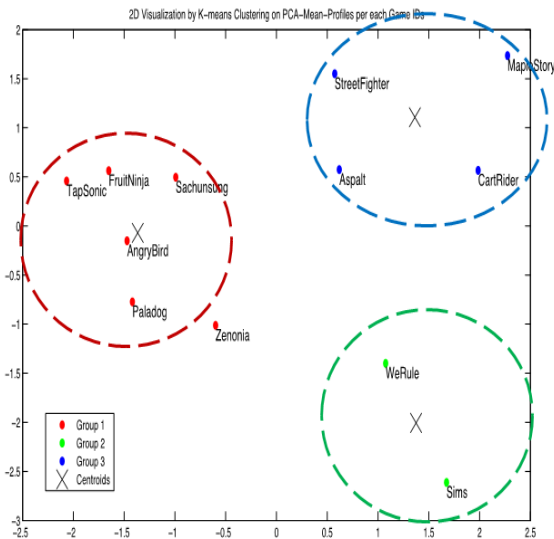 2D Visualization by K-means Clustering on PCA-Mean-Profiles per each Game IDs
2
1.5
1
0.5
0
-0.5
-1
-1.5
-2
-2.5
-3
MapleStory
StreetFighter
Aspalt
CartRider
TapSonic
FruitNinja
Sachunsung
AngryBird
Paladog
Zenonia
WeRule
Sims
Group 1
Group 2
Group 3
Centroids
-2.5 -2 -1.5 -1 -0.5 0 0.5 1 1.5 2 2.5